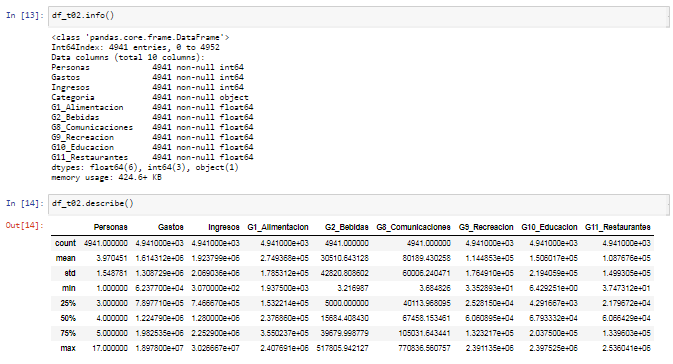 In [13]: df_t02.info()
<class 'pandas.core.frame.DataFrame'>
Int64Index: 4941 entries, 0 to 4952
Data columns (total 10 columns):
Personas 4941 non-null int64
Gastos 4941 non-null int64
Ingresos 4941 non-null int64
Categoria 4941 non-null object
G1_Alimentacion 4941 non-null float64
G2_Bebidas 4941 non-null float64
G8_Comunicaciones 4941 non-null float64
G9_Recreacion 4941 non-null float64
G10_Educacion 4941 non-null float64
G11_Restaurantes 4941 non-null float64
dtypes: float64(6), int64(3), object(1)
memory usage: 424.6+ KB
In [14]: df_t02.describe()
Out[14]:
Personas Gastos Ingresos G1_Alimentacion G2_Bebidas G8_Comunicaciones G9_Recreacion G10_Educacion G11_Restaurantes
count 4941.000000 4.941000e+03 4.941000e+03 4.941000e+03 4941.000000 4941.000000 4.941000e+03 4.941000e+03 4.941000e+03
mean 3.970451 1.614312e+06 1.923799e+06 2.749368e+05 30510.643128 80189.430258 1.144853e+05 1.506017e+05 1.087676e+05
std 1.548781 1.308729e+06 2.069036e+06 1.785312e+05 42820.808602 60006.240471 1.764910e+05 2.194059e+05 1.499305e+05
min 1.000000 6.237700e+04 3.070000e+02 1.937500e+03 3.216987 3.684826 3.352893e+01 6.429251e+00 3.747312e+01
25% 3.000000 7.897710e+05 7.466670e+05 1.532214e+05 5000.000000 40113.968095 2.528150e+04 4.291667e+03 2.179672e+04
50% 4.000000 1.224790e+06 1.280000e+06 2.376860e+05 15684.408430 67458.153461 6.060895e+04 6.793332e+04 6.066429e+04
75% 5.000000 1.982535e+06 2.252900e+06 3.550237e+05 39679.998779 105031.643441 1.323217e+05 2.037500e+05 1.339603e+05
max 17.000000 1.897800e+07 3.026667e+07 2.407691e+06 517805.942127 770836.560757 2.391135e+06 2.397525e+06 2.536041e+06